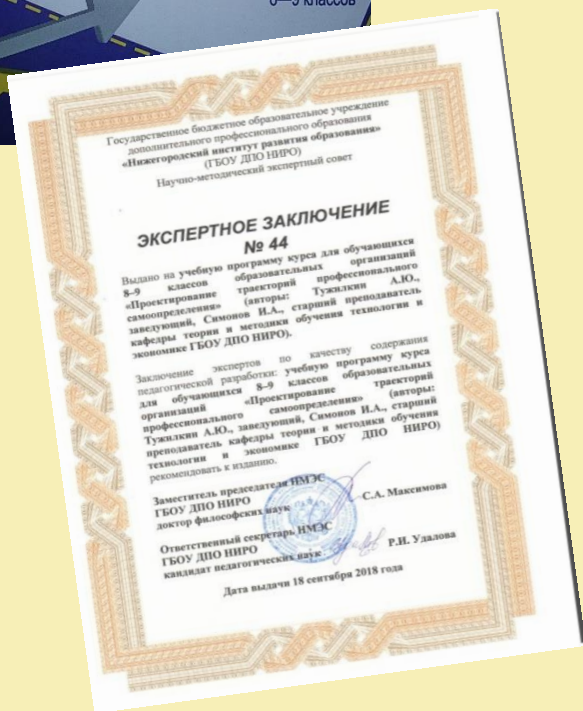 8—9 классов
Государственное бюджетное образовательное учреждение
дополнительного профессионального образования
«Нижегородский институт развития образования»
(ГБОУ ДПО НИРО)
Научно-методический экспертный совет
ЭКСПЕРТНОЕ ЗАКЛЮЧЕНИЕ
№ 44
Выдано на учебную программу курса для обучающихся
8–9 классов образовательных организаций
«Проектирование траекторий профессионального
самоопределения» (авторы: Тужилкин А.Ю.,
заведующий, Симонов И.А., старший преподаватель
кафедры теории и методики обучения технологии и
экономике ГБОУ ДПО НИРО).
Заключение экспертов по качеству содержания
педагогической разработки: учебную программу курса
для обучающихся 8–9 классов образовательных
организаций «Проектирование траекторий
профессионального самоопределения» (авторы:
Тужилкин А.Ю., заведующий, Симонов И.А., старший
преподаватель кафедры теории и методики обучения
технологии и экономике ГБОУ ДПО НИРО)
рекомендовать к изданию.
Заместитель председателя НМЭС
ГБОУ ДПО НИРО
доктор философских наук С.А. Максимова
Ответственный секретарь НМЭС
ГБОУ ДПО НИРО
кандидат педагогических наук Р.И. Удалова
Дата выдачи 18 сентября 2018 года